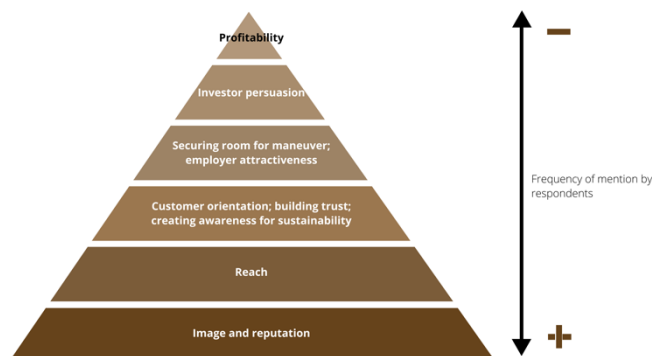 Profitability
Investor persuasion
Securing room for maneuver;
employer attractiveness
Frequency of mention by
respondents
Customer orientation; building trust;
creating awareness for sustainability
Reach
Image and reputation